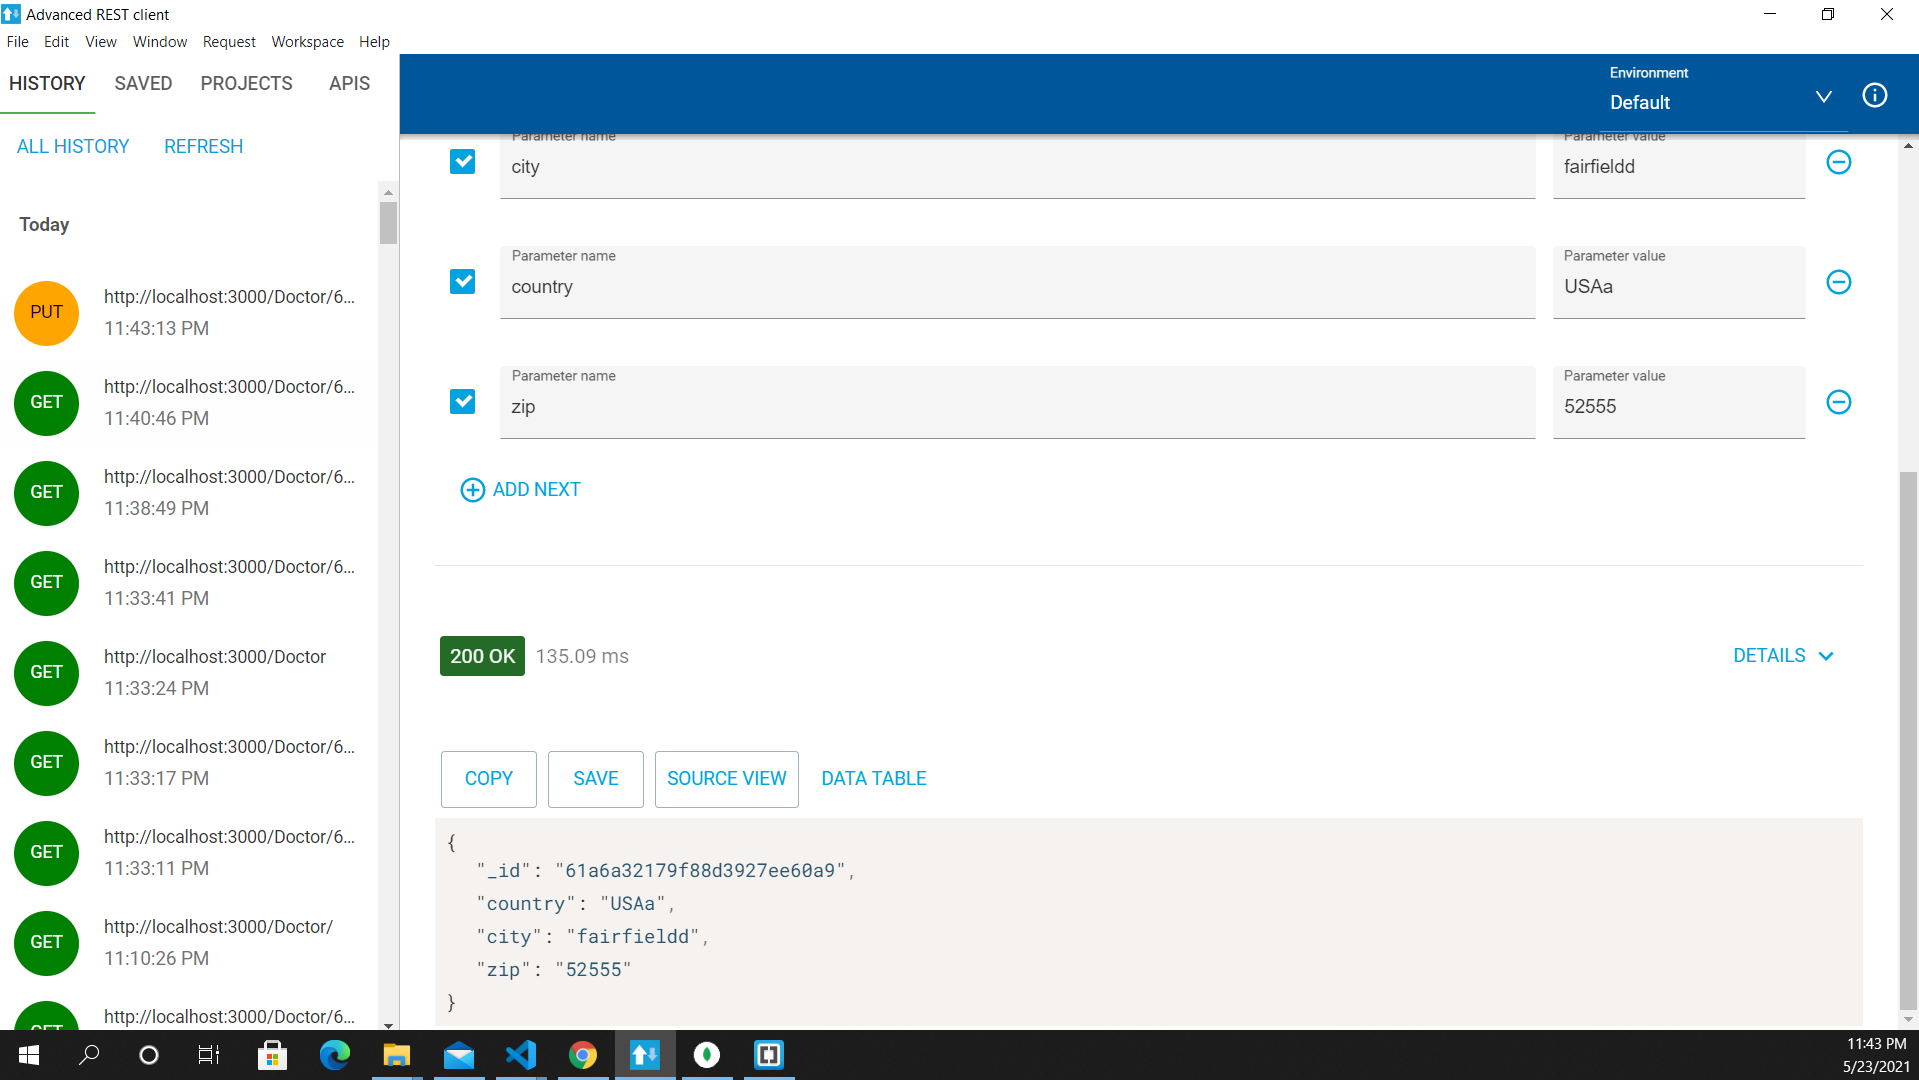 Advanced REST client
File Edit View Window Request Workspace Help
HISTORY SAVED PROJECTS APIS
ALL HISTORY REFRESH
Today
PUT http://localhost:3000/Doctor/6...
11:43:13 PM
GET http://localhost:3000/Doctor/6...
11:40:46 PM
GET http://localhost:3000/Doctor/6...
11:38:49 PM
GET http://localhost:3000/Doctor/6...
11:33:41 PM
GET http://localhost:3000/Doctor
11:33:24 PM
GET http://localhost:3000/Doctor/6...
11:33:17 PM
GET http://localhost:3000/Doctor/6...
11:33:11 PM
GET http://localhost:3000/Doctor/
11:10:26 PM
GET http://localhost:3000/Doctor/6...
Environment
Default
Parameter name Parameter value
city fairfieldd
Parameter name Parameter value
country USAa
Parameter name Parameter value
zip 52555
ADD NEXT
200 OK 135.09 ms DETAILS
COPY SAVE SOURCE VIEW DATA TABLE
{
"_id": "61a6a32179f88d3927ee60a9",
"country": "USAa",
"city": "fairfieldd",
"zip": "52555"
}
11:43 PM
5/23/2021